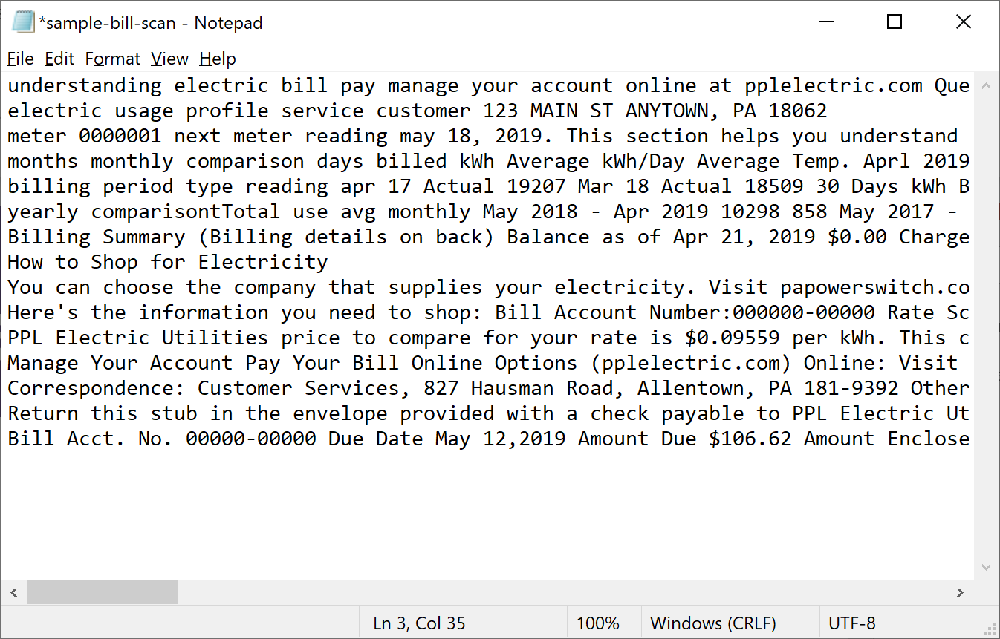 *sample-bill-scan - Notepad
File Edit Format View Help
understanding electric bill pay manage your account online at pplelectric.com Que
electric usage profile service customer 123 MAIN ST ANYTOWN, PA 18062
meter 0000001 next meter reading may 18, 2019. This section helps you understand
months monthly comparison days billed kWh Average kWh/Day Average Temp. Aprl 2019
billing period type reading apr 17 Actual 19207 Mar 18 Actual 18509 30 Days kWh B
yearly comparisontTotal use avg monthly May 2018 - Apr 2019 10298 858 May 2017 -
Billing Summary (Billing details on back) Balance as of Apr 21, 2019 $0.00 Charge
How to Shop for Electricity
You can choose the company that supplies your electricity. Visit papowerswitch.co
Here's the information you need to shop: Bill Account Number:000000-00000 Rate Sc
PPL Electric Utilities price to compare for your rate is $0.09559 per kWh. This c
Manage Your Account Pay Your Bill Online Options (pplelectric.com) Online: Visit
Correspondence: Customer Services, 827 Hausman Road, Allentown, PA 181-9392 Other
Return this stub in the envelope provided with a check payable to PPL Electric Ut
Bill Acct. No. 00000-00000 Due Date May 12,2019 Amount Due $106.62 Amount Enclose
Ln 3, Col 35 100% Windows (CRLF) UTF-8